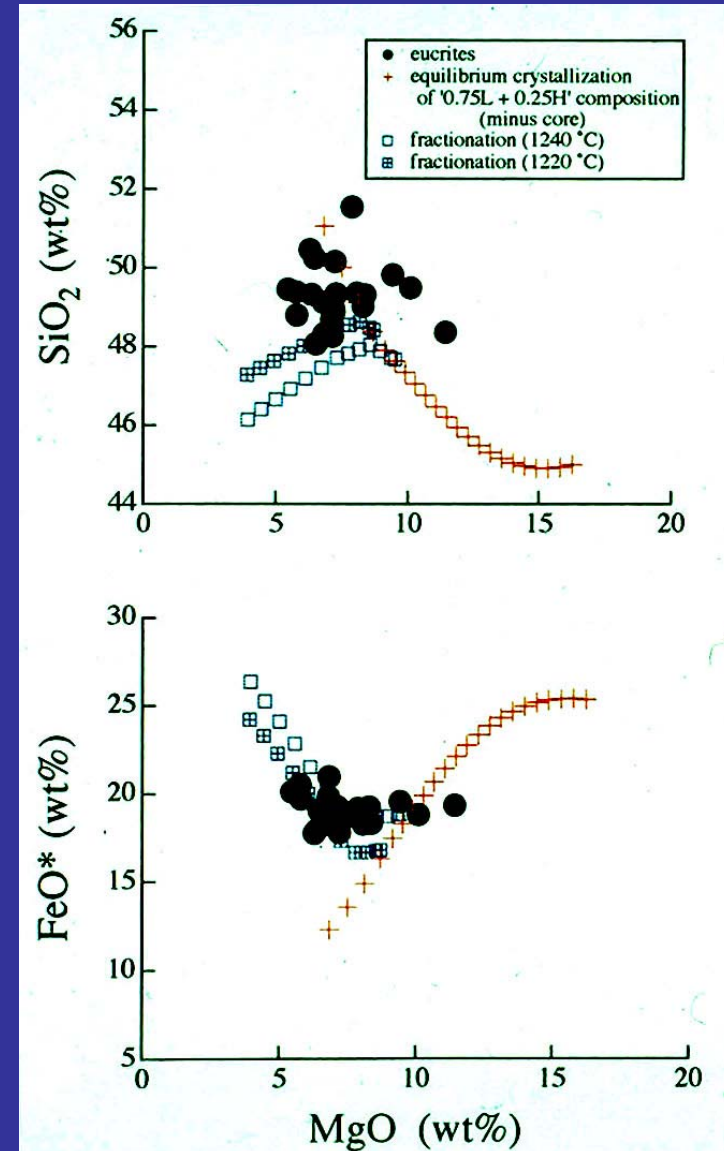 56
54
52
50
48
46
44
SiO₂ (wt%)
● eucrites
+ equilibrium crystallization
of '0.75L + 0.25H' composition
(minus core)
□ fractionation (1240 °C)
⊞ fractionation (1220 °C)
0 5 10 15 20
30
25
20
15
10
5
FeO* (wt%)
0 5 10 15 20
MgO (wt%)